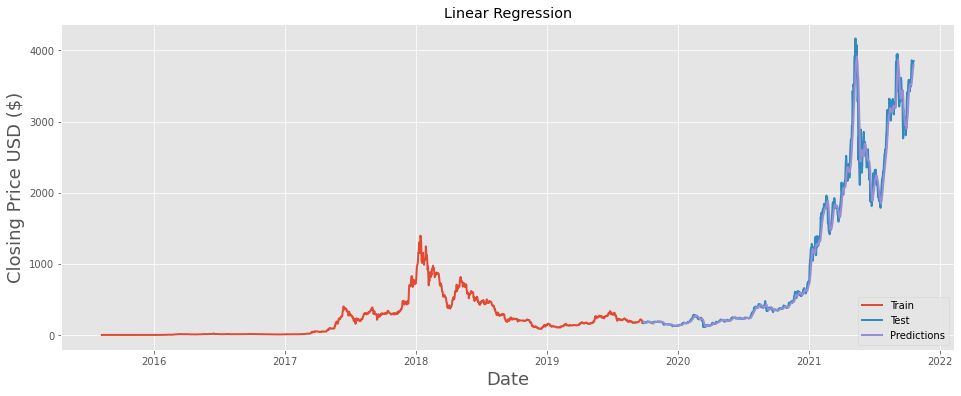 Linear Regression
Closing Price USD ($)
4000
3000
2000
1000
0
2016
2017
2018
2019
2020
2021
2022
Date
Train
Test
Predictions